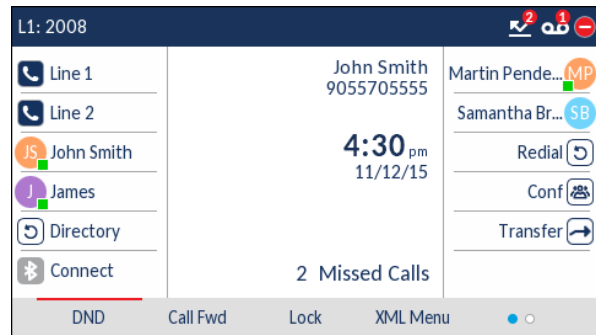 L1: 2008
2
1
Line 1
Line 2
JS John Smith
J James
Directory
Connect
John Smith
9055705555
4:30 pm
11/12/15
2 Missed Calls
Martin Pende... MP
Samantha Br... SB
Redial
Conf
Transfer
DND Call Fwd Lock XML Menu